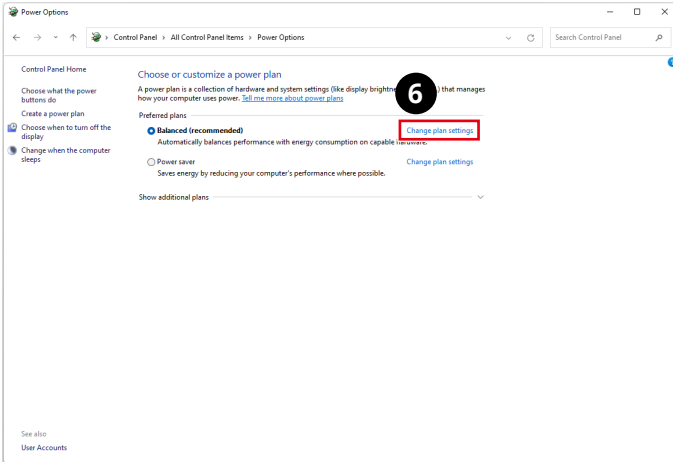 Power Options
Control Panel › All Control Panel Items › Power Options
Search Control Panel
Control Panel Home
Choose what the power
buttons do
Create a power plan
Choose when to turn off the
display
Change when the computer
sleeps
Choose or customize a power plan
A power plan is a collection of hardware and system settings (like display ) that manages
how your computer uses power. Tell me more about power plans
6
Preferred plans
Balanced (recommended)
Change plan settings
Automatically balances performance with energy consumption on capable hardware.
Power saver
Change plan settings
Saves energy by reducing your computer's performance where possible.
Show additional plans
See also
User Accounts